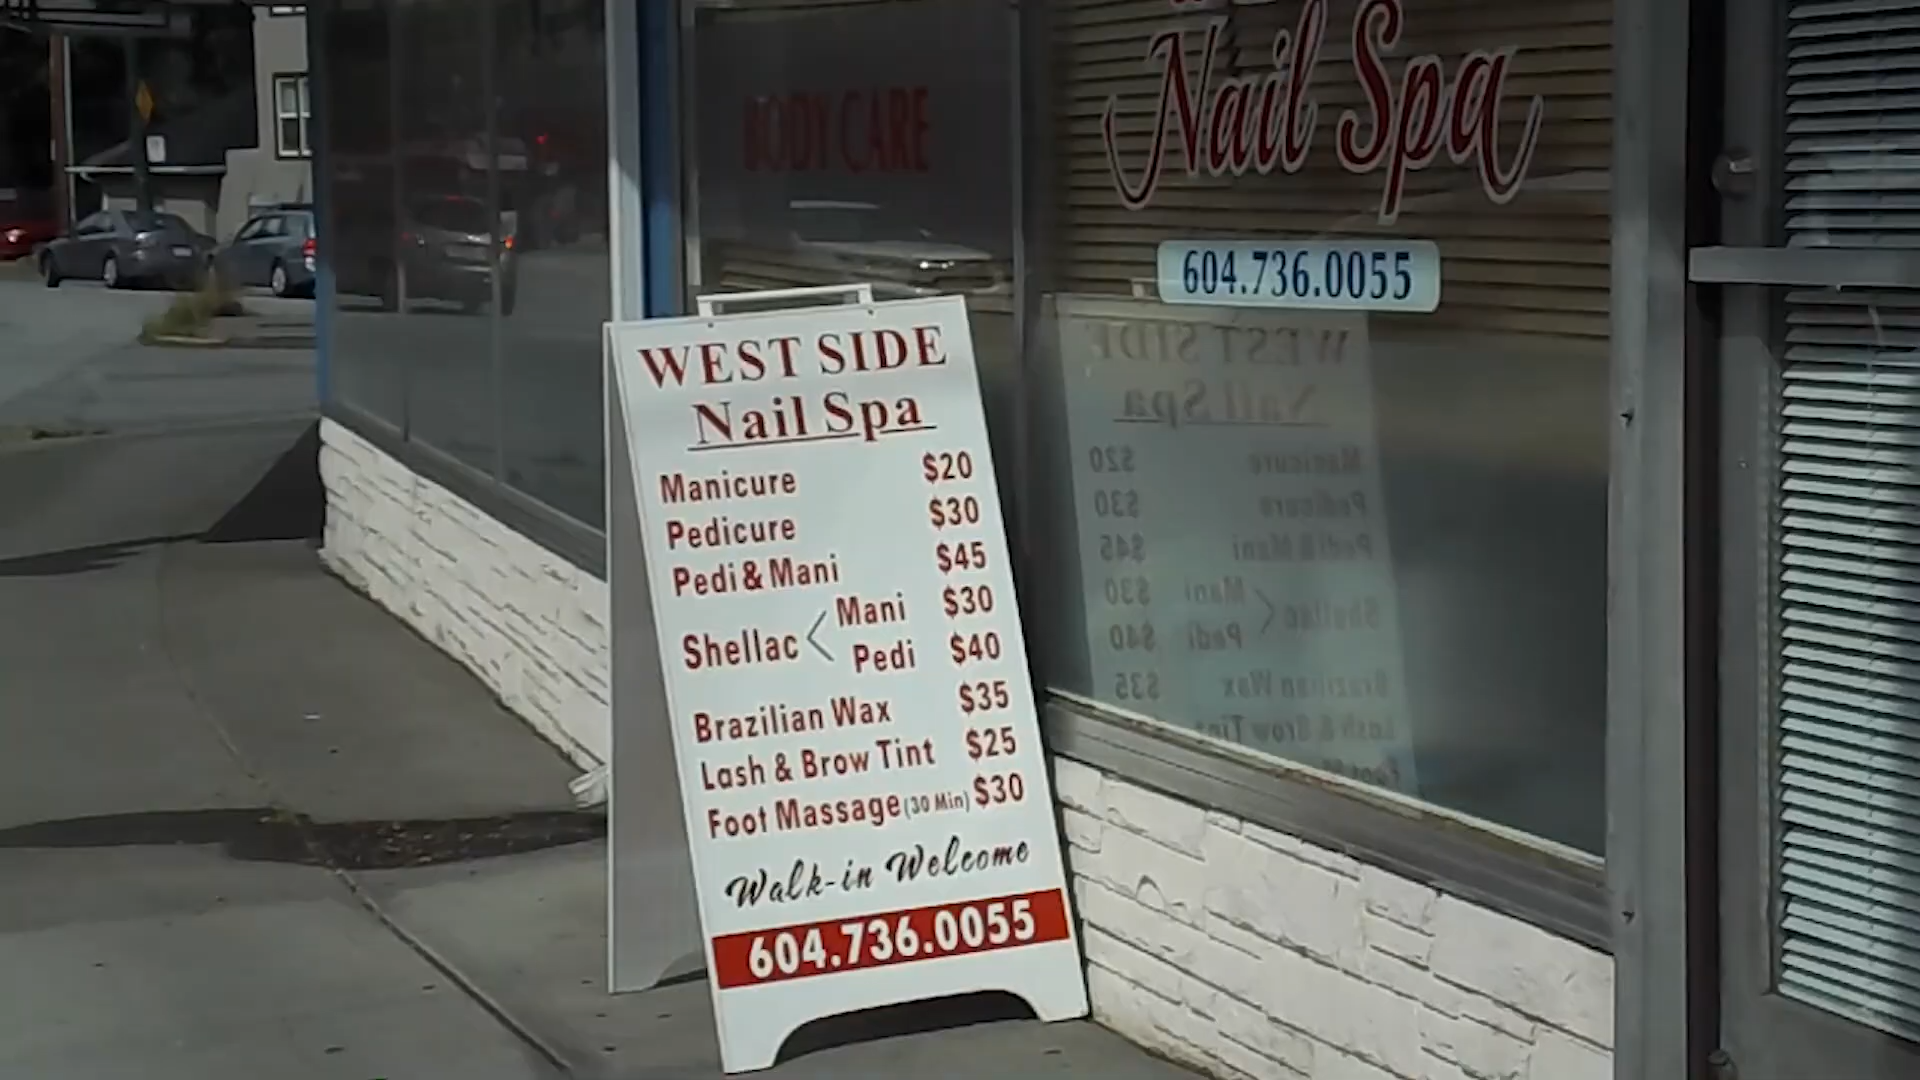 BODY CARE
Nail Spa
604.736.0055
WEST SIDE
Nail Spa
Manicure $20
Pedicure $30
Pedi & Mani $45
Shellac < Mani $30
Pedi $40
Brazilian Wax $35
Lash & Brow Tint $25
Foot Massage (30 Min) $30
Walk-in Welcome
604.736.0055